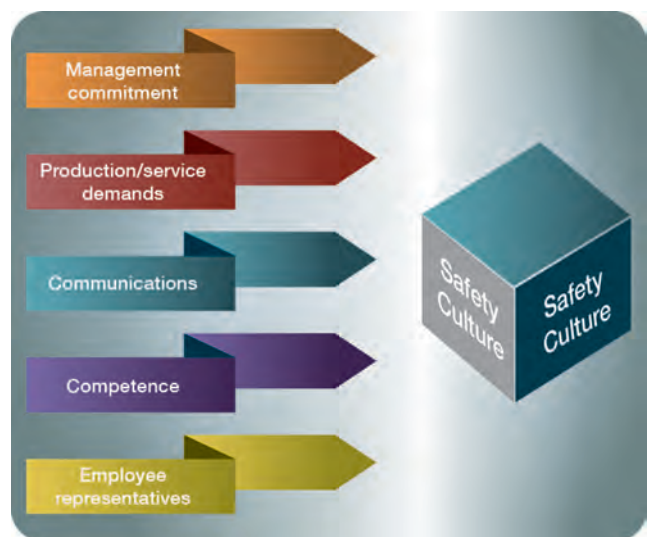 Management
commitment
Production/service
demands
Communications
Competence
Employee
representatives
Safety
Culture
Safety
Culture